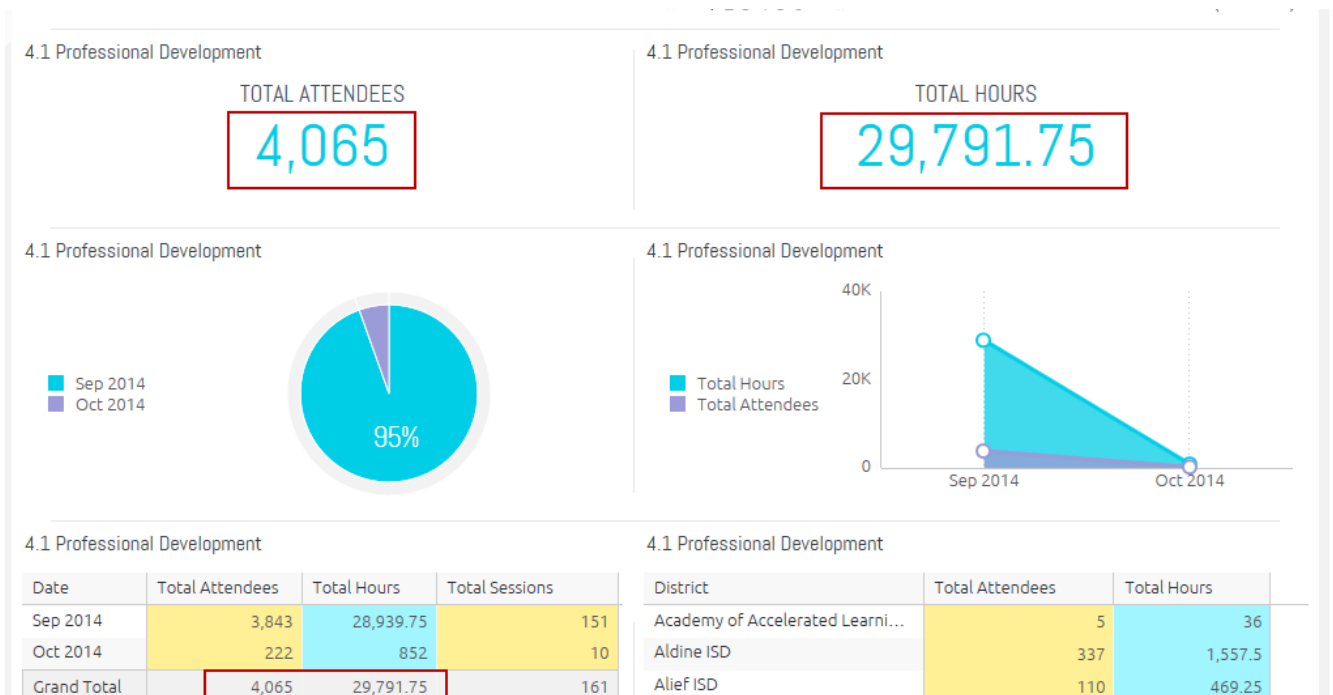 4.1 Professional Development
TOTAL ATTENDEES
4,065
4.1 Professional Development
TOTAL HOURS
29,791.75
4.1 Professional Development
Sep 2014
Oct 2014
95%
4.1 Professional Development
Total Hours
Total Attendees
40K
20K
0
Sep 2014 Oct 2014
4.1 Professional Development
Date Total Attendees Total Hours Total Sessions
Sep 2014 3,843 28,939.75 151
Oct 2014 222 852 10
Grand Total 4,065 29,791.75 161
4.1 Professional Development
District Total Attendees Total Hours
Academy of Accelerated Learni... 5 36
Aldine ISD 337 1,557.5
Alief ISD 110 469.25